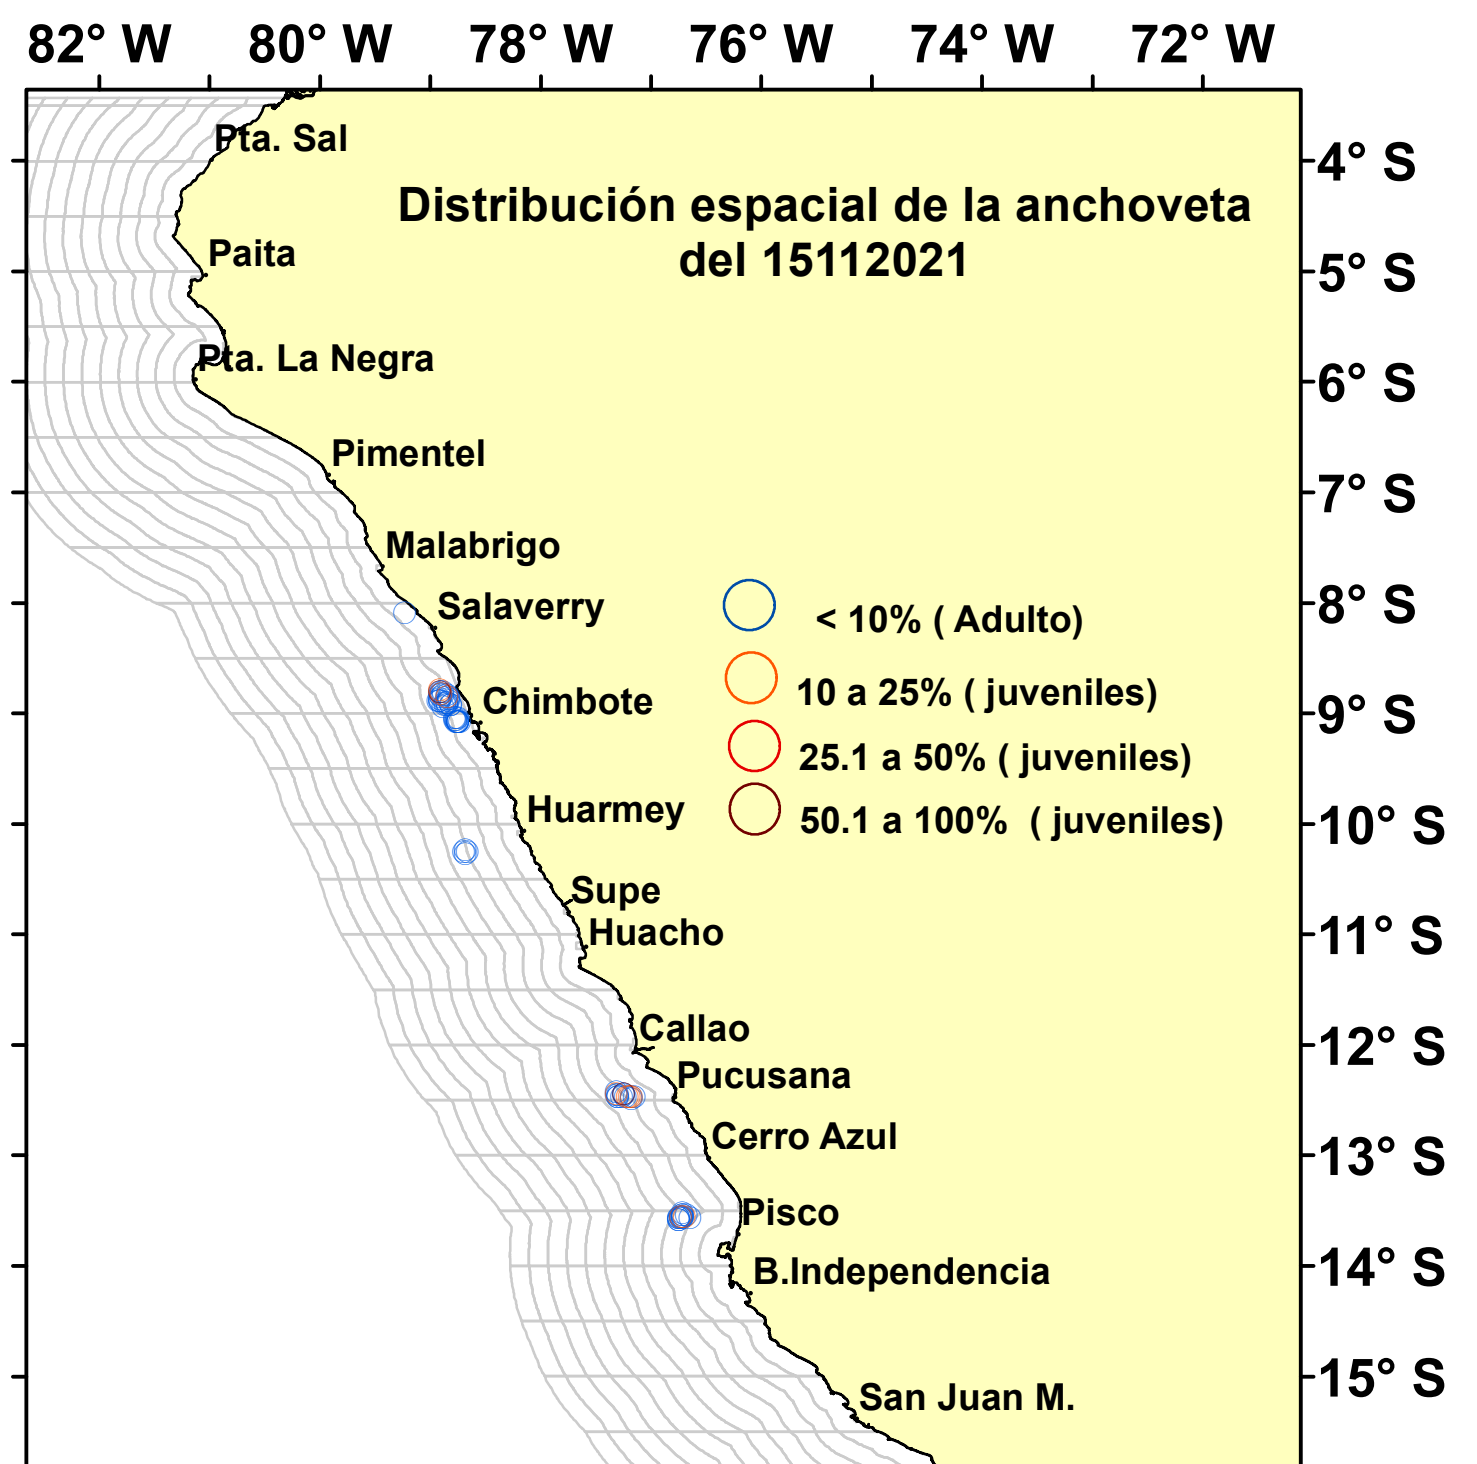 82° W 80° W 78° W 76° W 74° W 72° W
Pta. Sal
4° S
Distribución espacial de la anchoveta
del 15112021
Paita
5° S
Pta. La Negra
6° S
Pimentel
7° S
Malabrigo
Salaverry
< 10% ( Adulto)
8° S
Chimbote
10 a 25% ( juveniles)
9° S
25.1 a 50% ( juveniles)
Huarmey
50.1 a 100% ( juveniles)
10° S
Supe
Huacho
11° S
Callao
12° S
Pucusana
Cerro Azul
13° S
Pisco
B.Independencia
14° S
San Juan M.
15° S